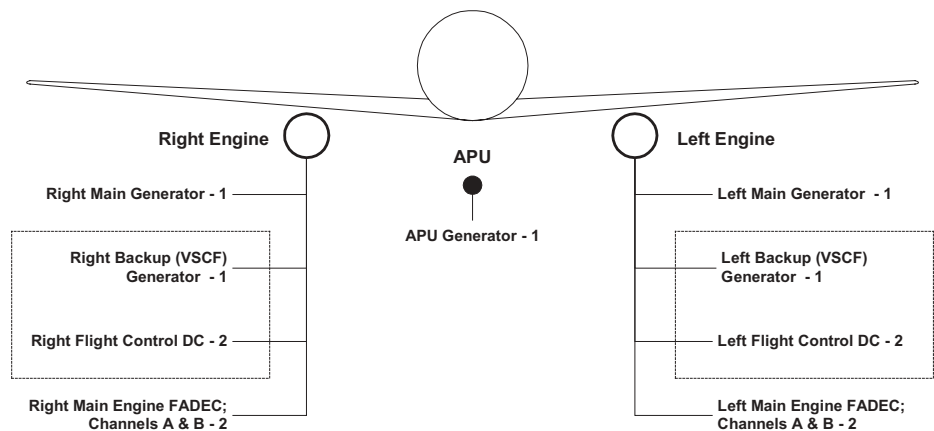 Right Engine
Left Engine
APU
Right Main Generator - 1
Left Main Generator - 1
APU Generator - 1
Right Backup (VSCF)
Generator - 1
Left Backup (VSCF)
Generator - 1
Right Flight Control DC - 2
Left Flight Control DC - 2
Right Main Engine FADEC;
Channels A & B - 2
Left Main Engine FADEC;
Channels A & B - 2